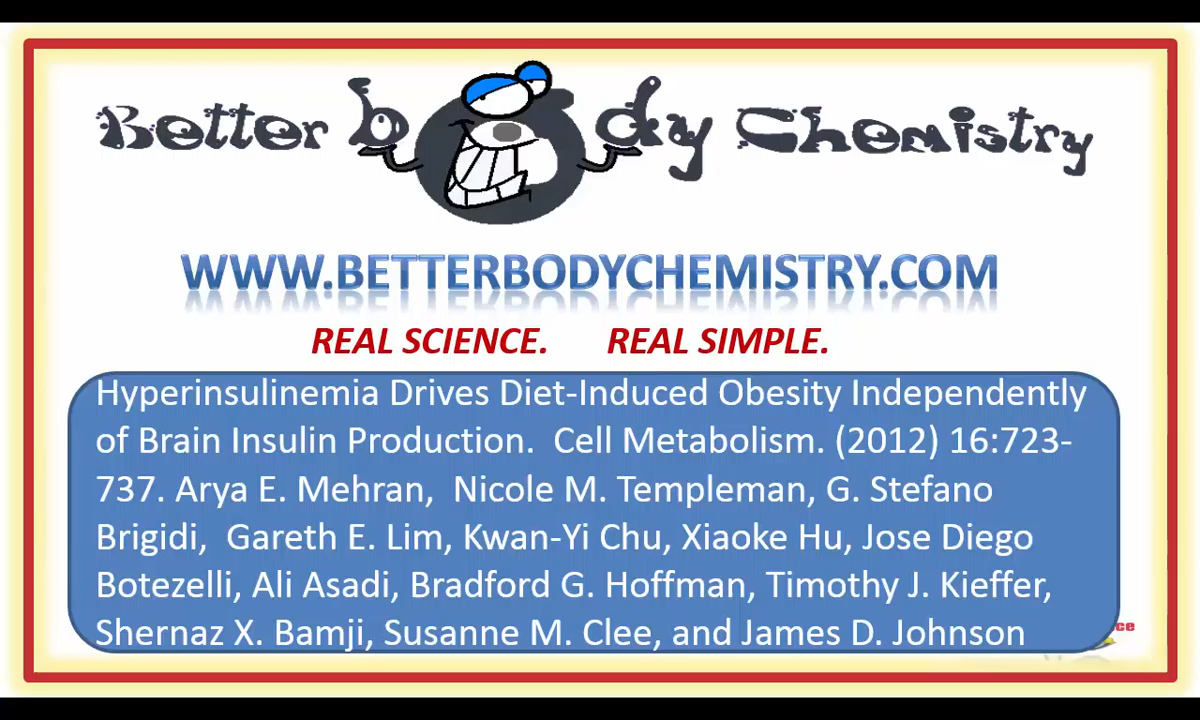 Better body Chemistry
WWW.BETTERBODYCHEMISTRY.COM
REAL SCIENCE. REAL SIMPLE.
Hyperinsulinemia Drives Diet-Induced Obesity Independently
of Brain Insulin Production. Cell Metabolism. (2012) 16:723-
737. Arya E. Mehran, Nicole M. Templeman, G. Stefano
Brigidi, Gareth E. Lim, Kwan-Yi Chu, Xiaoke Hu, Jose Diego
Botezelli, Ali Asadi, Bradford G. Hoffman, Timothy J. Kieffer,
Shernaz X. Bamji, Susanne M. Clee, and James D. Johnson